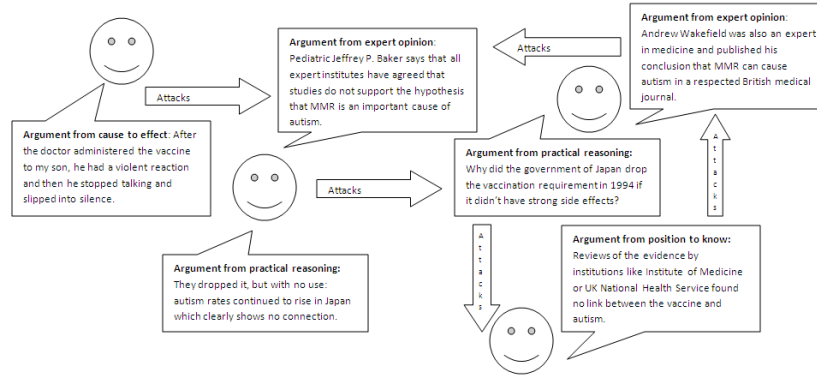 Argument from expert opinion:
Pediatric Jeffrey P. Baker says that all
expert institutes have agreed that
studies do not support the hypothesis
that MMR is an important cause of
autism.
Attacks
Argument from expert opinion:
Andrew Wakefield was also an expert
in medicine and published his
conclusion that MMR can cause
autism in a respected British medical
journal.
Attacks
Argument from cause to effect: After
the doctor administered the vaccine
to my son, he had a violent reaction
and then he stopped talking and
slipped into silence.
Attacks
Argument from practical reasoning:
Why did the government of Japan drop
the vaccination requirement in 1994 if
it didn't have strong side effects?
Attacks
Attacks
Argument from practical reasoning:
They dropped it, but with no use:
autism rates continued to rise in Japan
which clearly shows no connection.
Attacks
Argument from position to know:
Reviews of the evidence by
institutions like Institute of Medicine
or UK National Health Service found
no link between the vaccine and
autism.